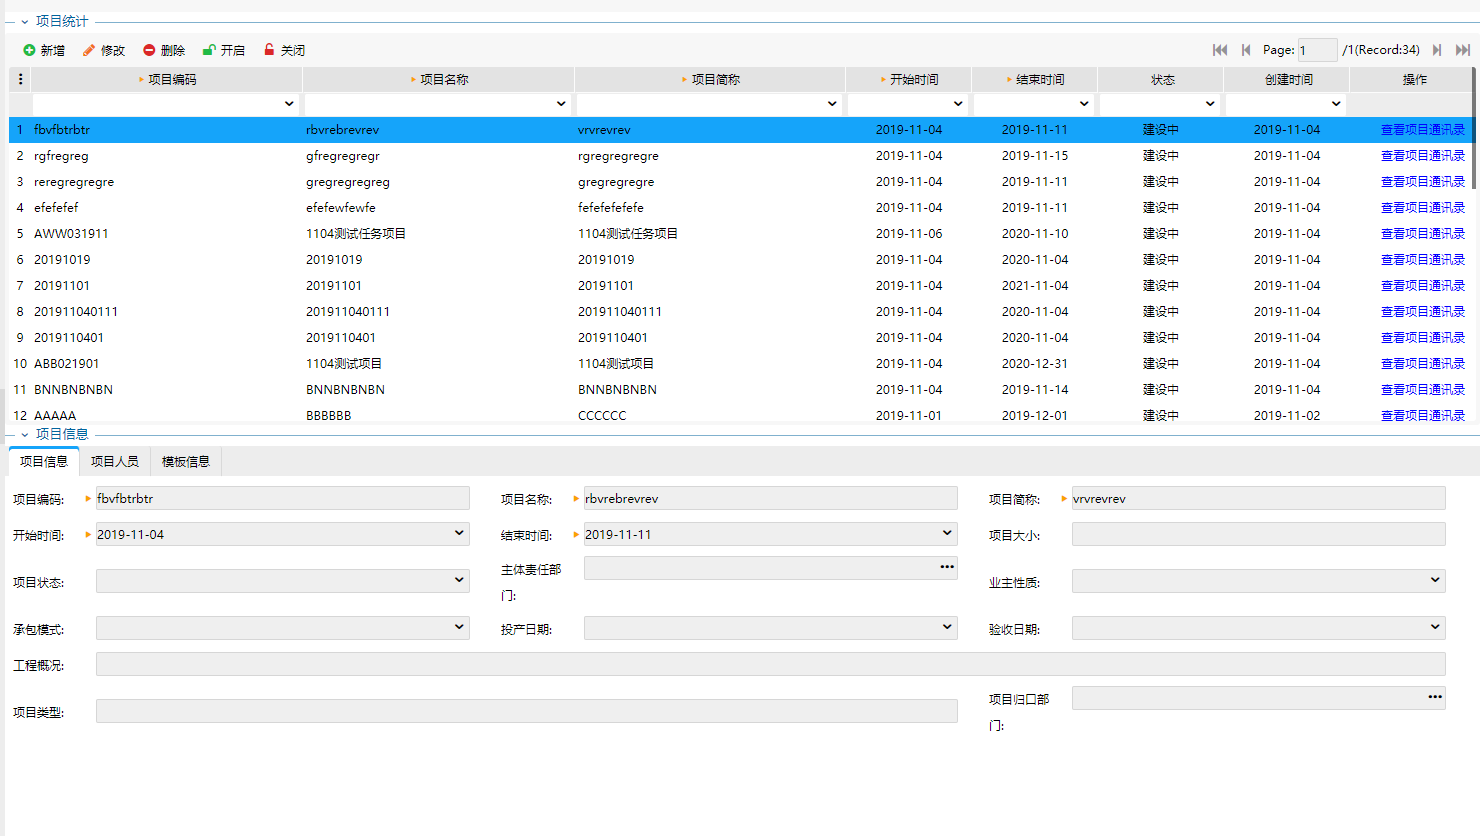 项目统计
新增 修改 删除 开启 关闭 Page: 1 /1(Record:34)
项目编码 项目名称 项目简称 开始时间 结束时间 状态 创建时间 操作
1 fbvfbtrbtr rbvrebrevrev vrvrevrev 2019-11-04 2019-11-11 建设中 2019-11-04 查看项目通讯录
2 rgfregreg gfregregregr rgregregregre 2019-11-04 2019-11-15 建设中 2019-11-04 查看项目通讯录
3 reregregregre gregregregreg gregregregre 2019-11-04 2019-11-11 建设中 2019-11-04 查看项目通讯录
4 efefefef efefewfewfe fefefefefefe 2019-11-04 2019-11-11 建设中 2019-11-04 查看项目通讯录
5 AWW031911 1104测试任务项目 1104测试任务项目 2019-11-06 2020-11-10 建设中 2019-11-04 查看项目通讯录
6 20191019 20191019 20191019 2019-11-04 2020-11-04 建设中 2019-11-04 查看项目通讯录
7 20191101 20191101 20191101 2019-11-04 2021-11-04 建设中 2019-11-04 查看项目通讯录
8 201911040111 201911040111 201911040111 2019-11-04 2020-11-04 建设中 2019-11-04 查看项目通讯录
9 2019110401 2019110401 2019110401 2019-11-04 2020-11-04 建设中 2019-11-04 查看项目通讯录
10 ABB021901 1104测试项目 1104测试项目 2019-11-04 2020-12-31 建设中 2019-11-04 查看项目通讯录
11 BNNBNBNBN BNNBNBNBN BNNBNBNBN 2019-11-04 2019-11-14 建设中 2019-11-04 查看项目通讯录
12 AAAAA BBBBBB CCCCCC 2019-11-01 2019-12-01 建设中 2019-11-02 查看项目通讯录
项目信息
项目信息 项目人员 模板信息
项目编码: fbvfbtrbtr 项目名称: rbvrebrevrev 项目简称: vrvrevrev
开始时间: 2019-11-04 结束时间: 2019-11-11 项目大小:
项目状态: 主体责任部门: 业主性质:
承包模式: 投产日期: 验收日期:
工程概况:
项目类型: 项目归口部门: